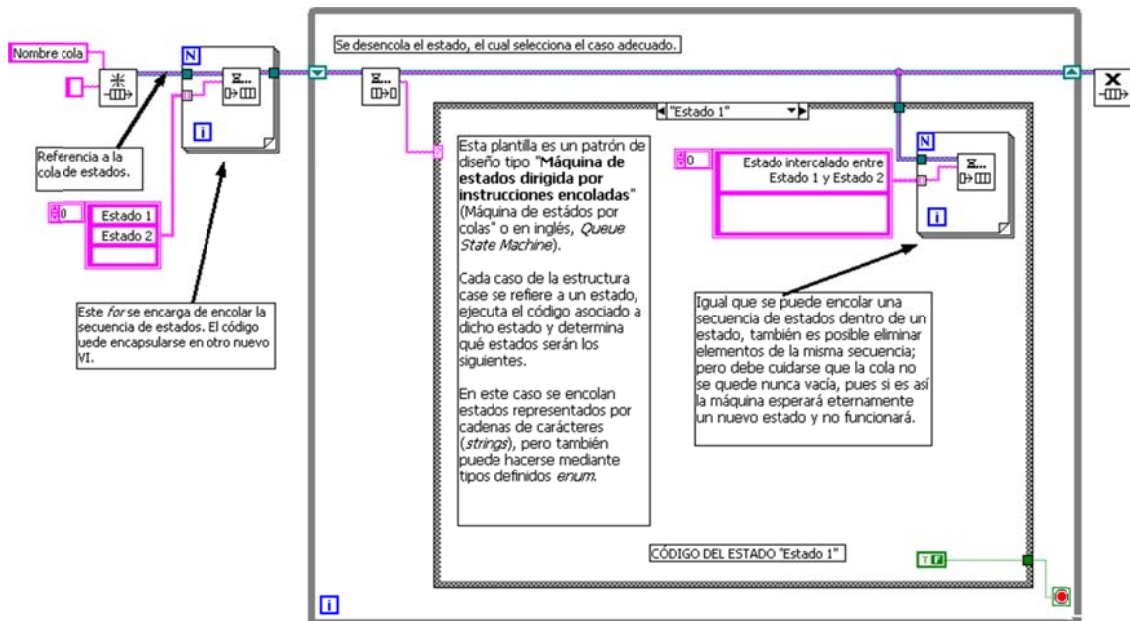 Se desencola el estado, el cual selecciona el caso adecuado.
Nombre cola
N
i
Referencia a la
cola de estados.
0
Estado 1
Estado 2
Este for se encarga de encolar la
secuencia de estados. El código
uede encapsularse en otro nuevo
VI.
"Estado 1"
Esta plantilla es un patrón de
diseño tipo "Máquina de
estados dirigida por
instrucciones encoladas"
(Máquina de estádos por
colas" o en inglés, Queue
State Machine).
Cada caso de la estructura
case se refiere a un estado,
ejecuta el código asociado a
dicho estado y determina
qué estados serán los
siguientes.
En este caso se encolan
estados representados por
cadenas de carácteres
(strings), pero también
puede hacerse mediante
tipos definidos enum.
0
Estado intercalado entre
Estado 1 y Estado 2
N
i
Igual que se puede encolar una
secuencia de estados dentro de un
estado, también es posible eliminar
elementos de la misma secuencia;
pero debe cuidarse que la cola no
se quede nunca vacía, pues si es así
la máquina esperará eternamente
un nuevo estado y no funcionará.
CÓDIGO DEL ESTADO "Estado 1"
T F
i